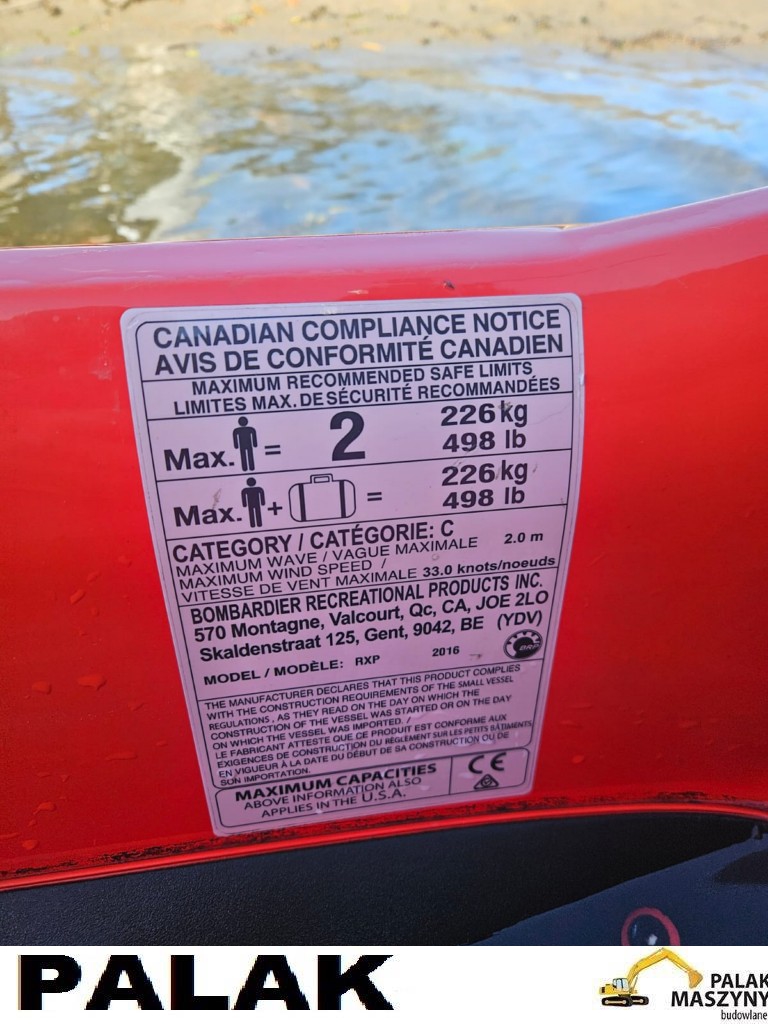 CANADIAN COMPLIANCE NOTICE
AVIS DE CONFORMITÉ CANADIEN
MAXIMUM RECOMMENDED SAFE LIMITS
LIMITES MAX. DE SÉCURITÉ RECOMMANDÉES
Max. = 2 226 kg
498 lb
Max. + = 226 kg
498 lb
CATEGORY / CATÉGORIE: C
MAXIMUM WAVE / VAGUE MAXIMALE 2.0 m
MAXIMUM WIND SPEED /
VITESSE DE VENT MAXIMALE 33.0 knots/noeuds
BOMBARDIER RECREATIONAL PRODUCTS INC.
570 Montagne, Valcourt, Qc, CA, JOE 2LO
Skaldenstraat 125, Gent, 9042, BE (YDV)
MODEL / MODÈLE: RXP 2016
BRP
THE MANUFACTURER DECLARES THAT THIS PRODUCT COMPLIES
WITH THE CONSTRUCTION REQUIREMENTS OF THE SMALL VESSEL
REGULATIONS, AS THEY READ ON THE DAY ON WHICH THE
CONSTRUCTION OF THE VESSEL WAS STARTED OR ON THE DAY
ON WHICH THE VESSEL WAS IMPORTED. /
LE FABRICANT ATTESTE QUE CE PRODUIT EST CONFORME AUX
EXIGENCES DE CONSTRUCTION DU RÈGLEMENT SUR LES PETITS BÂTIMENTS,
EN VIGUEUR À LA DATE DU DÉBUT DE SA CONSTRUCTION OU DE
SON IMPORTATION.
MAXIMUM CAPACITIES
ABOVE INFORMATION ALSO
APPLIES IN THE U.S.A.
CE
PALAK
PALAK
MASZYNY
budowlane